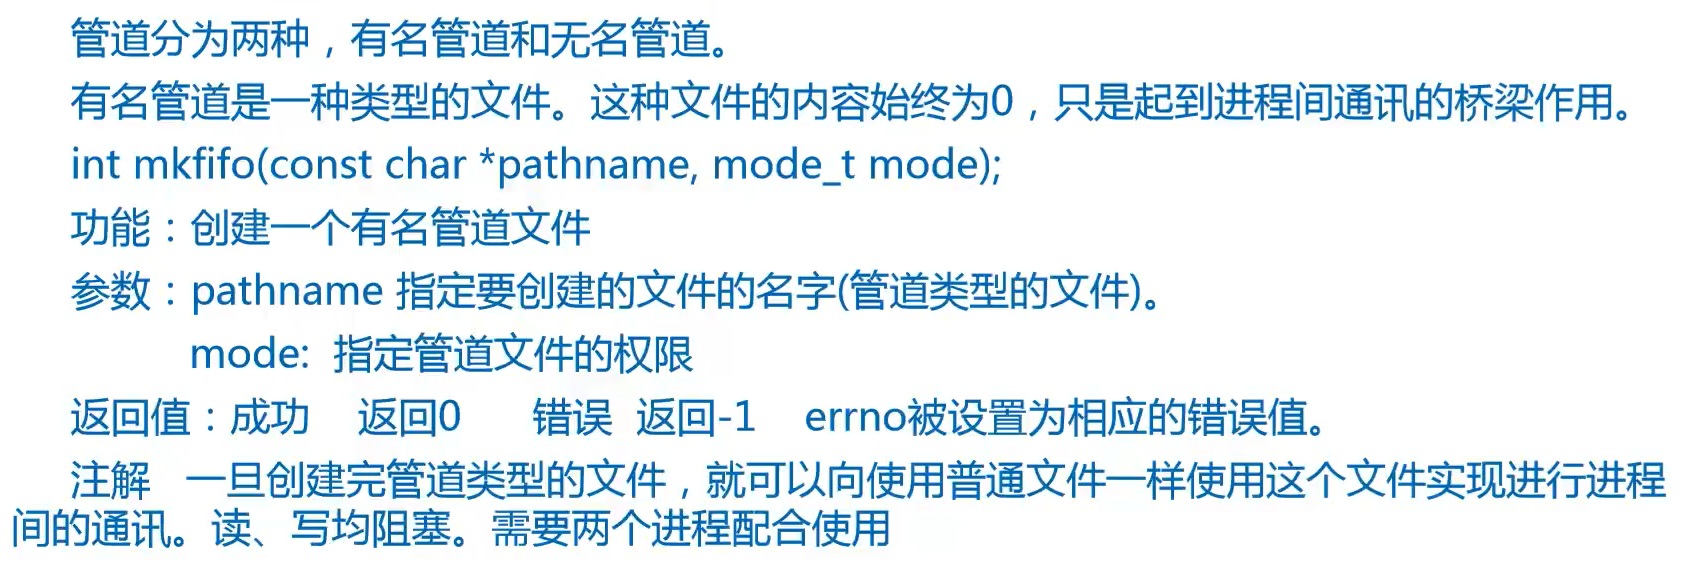 管道分为两种，有名管道和无名管道。
有名管道是一种类型的文件。这种文件的内容始终为0，只是起到进程间通讯的桥梁作用。
int mkfifo(const char *pathname, mode_t mode);
功能：创建一个有名管道文件
参数：pathname 指定要创建的文件的名字(管道类型的文件)。
mode: 指定管道文件的权限
返回值：成功 返回0 错误 返回-1 errno被设置为相应的错误值。
注解 一旦创建完管道类型的文件，就可以向使用普通文件一样使用这个文件实现进行进程
间的通讯。读、写均阻塞。需要两个进程配合使用